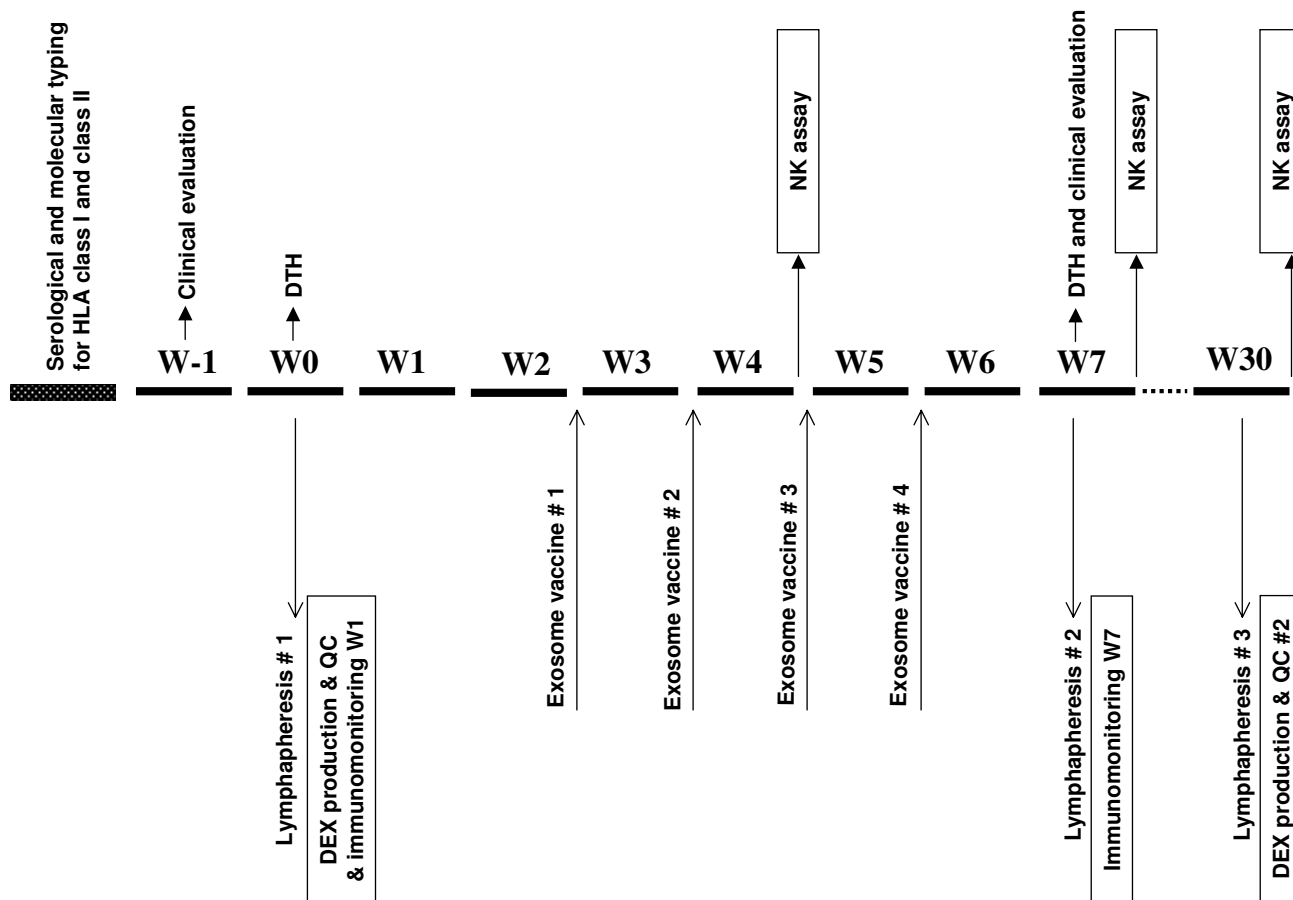 Serological and molecular typing
for HLA class I and class II
Clinical evaluation
DTH
NK assay
DTH and clinical evaluation
NK assay
NK assay
W-1
W0
W1
W2
W3
W4
W5
W6
W7
W30
Exosome vaccine # 1
Exosome vaccine # 2
Exosome vaccine # 3
Exosome vaccine # 4
Lymphapheresis # 1
DEX production & QC
& immunomonitoring W1
Lymphapheresis # 2
Immunomonitoring W7
Lymphapheresis # 3
DEX production & QC #2